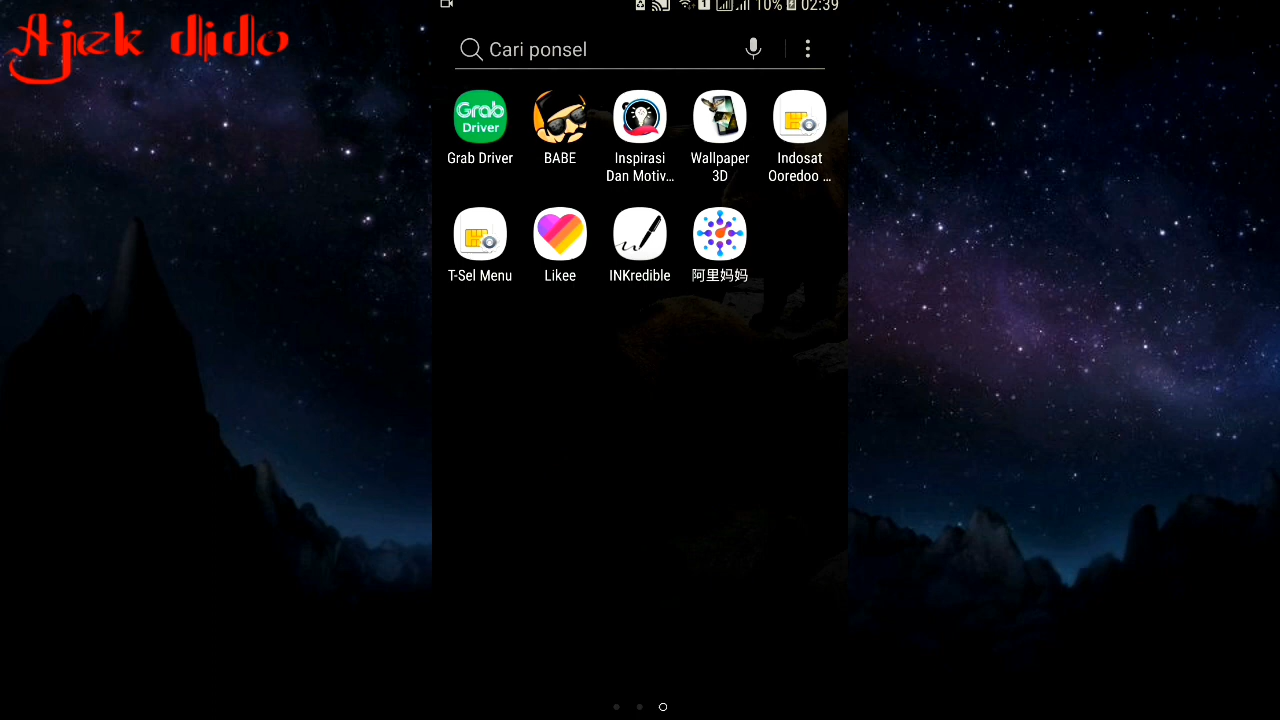 Ajek dido
1 10% 02:39
Cari ponsel
Grab
Driver
Grab Driver
BABE
Inspirasi
Dan Motiv...
Wallpaper
3D
Indosat
Ooredoo ...
T-Sel Menu
Likee
INKredible
阿里妈妈